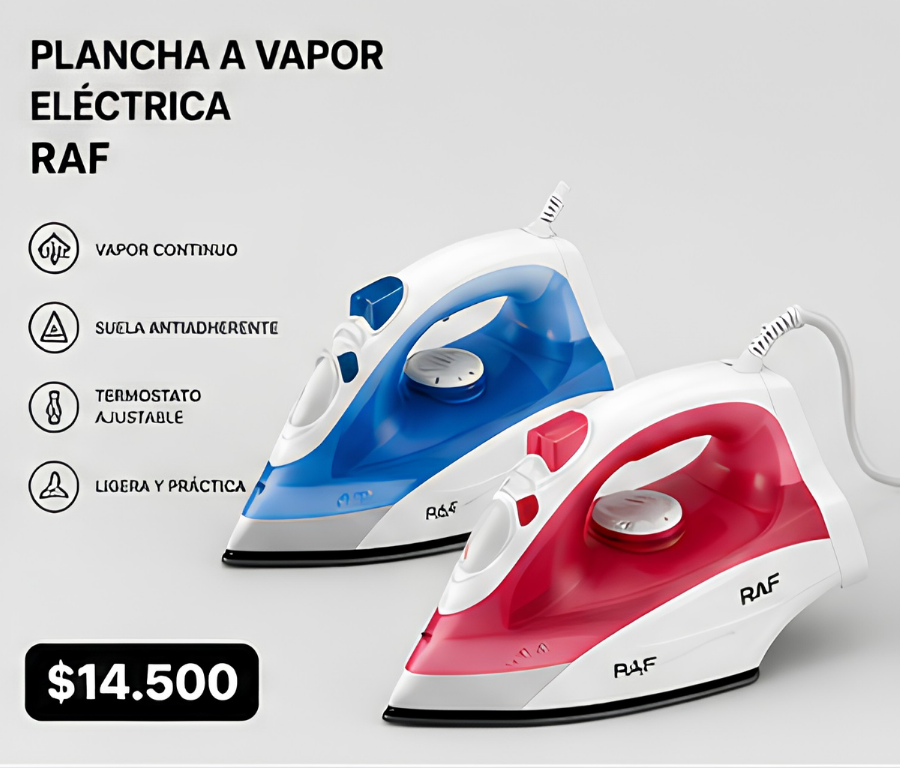 PLANCHA A VAPOR
ELÉCTRICA
RAF
VAPOR CONTINUO
SUELA ANTIADHERENTE
TERMOSTATO
AJUSTABLE
LIGERA Y PRÁCTICA
RAF
RAF
RAF
$14.500